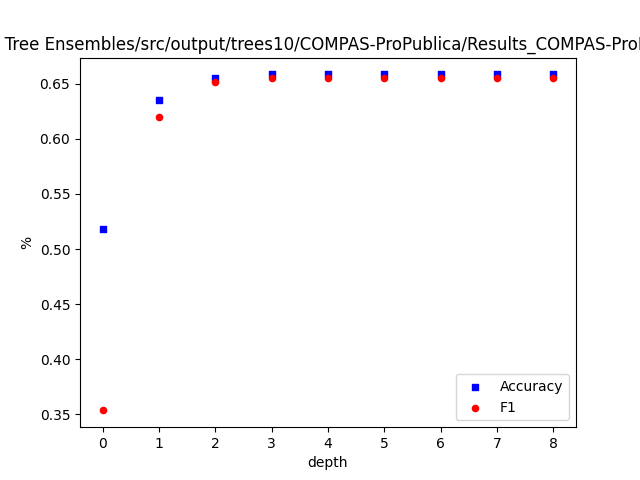 Tree Ensembles/src/output/trees10/COMPAS-ProPublica/Results_COMPAS-Pro
0.65
0.60
0.55
0.50
0.45
0.40
0.35
%
0 1 2 3 4 5 6 7 8
depth
Accuracy
F1